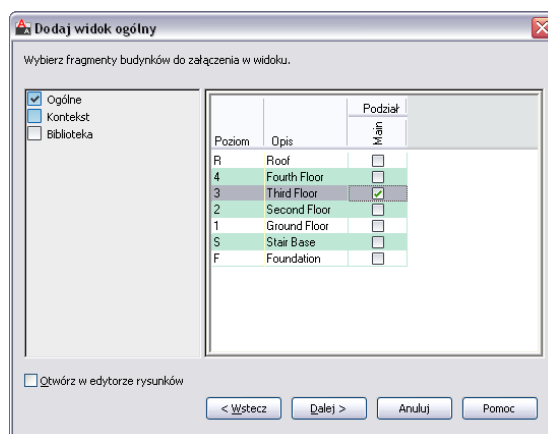 Dodaj widok ogólny
Wybierz fragmenty budynków do załączenia w widoku.
Ogólne
Kontekst
Biblioteka
Podział
Poziom Opis Main
R Roof
4 Fourth Floor
3 Third Floor
2 Second Floor
1 Ground Floor
S Stair Base
F Foundation
Otwórz w edytorze rysunków
< Wstecz Dalej > Anuluj Pomoc